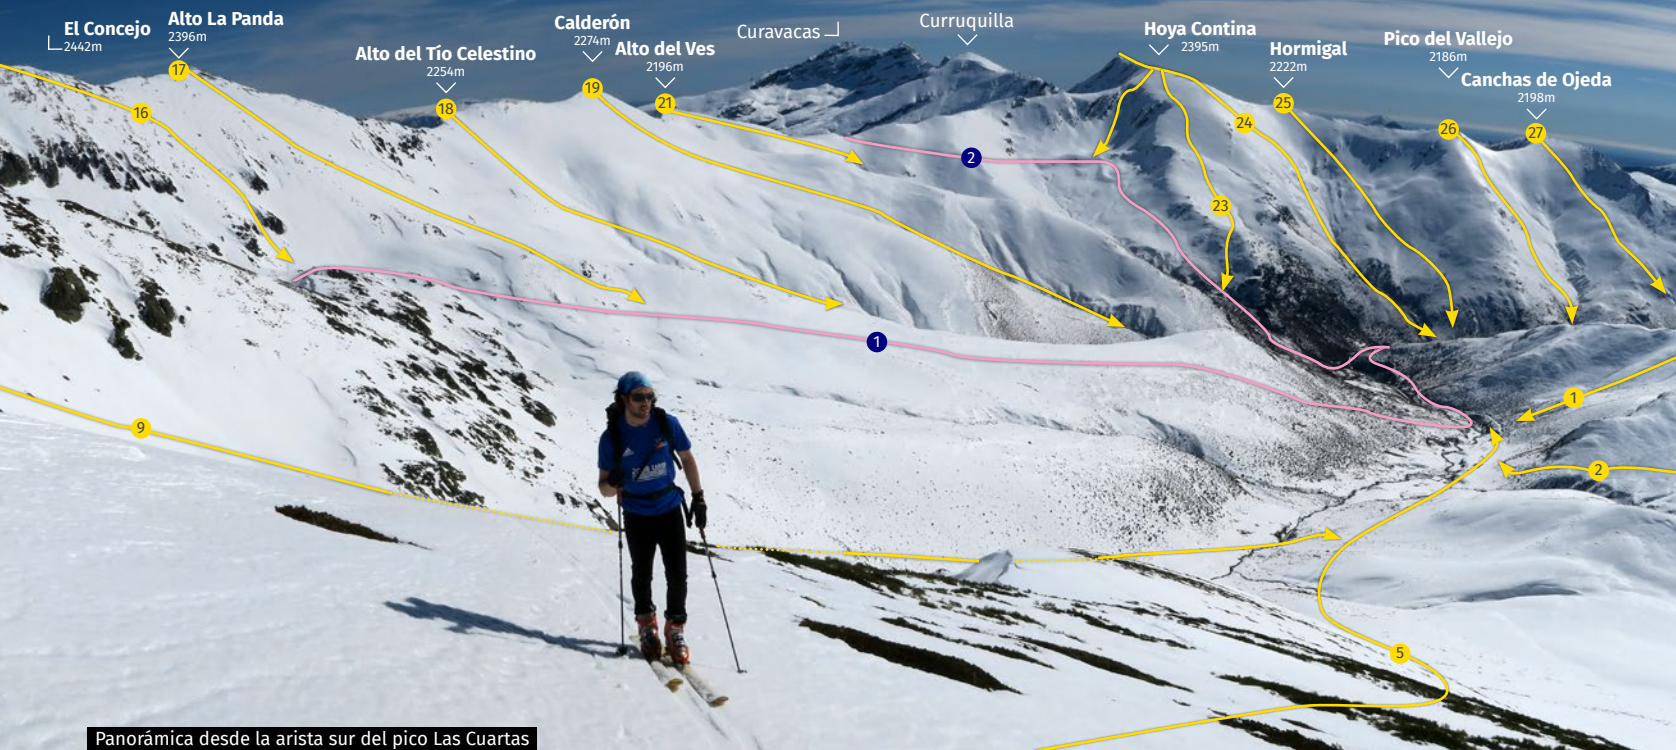 El Concejo
2442m
Alto La Panda
2396m
Alto del Tío Celestino
2254m
Calderón
2274m
Alto del Ves
2196m
Curavacas
Curruquilla
Hoya Contina
2395m
Hormigal
2222m
Pico del Vallejo
2186m
Canchas de Ojeda
2198m
17
16
18
19
21
2
24
25
26
27
23
1
1
9
2
5
Panorámica desde la arista sur del pico Las Cuartas